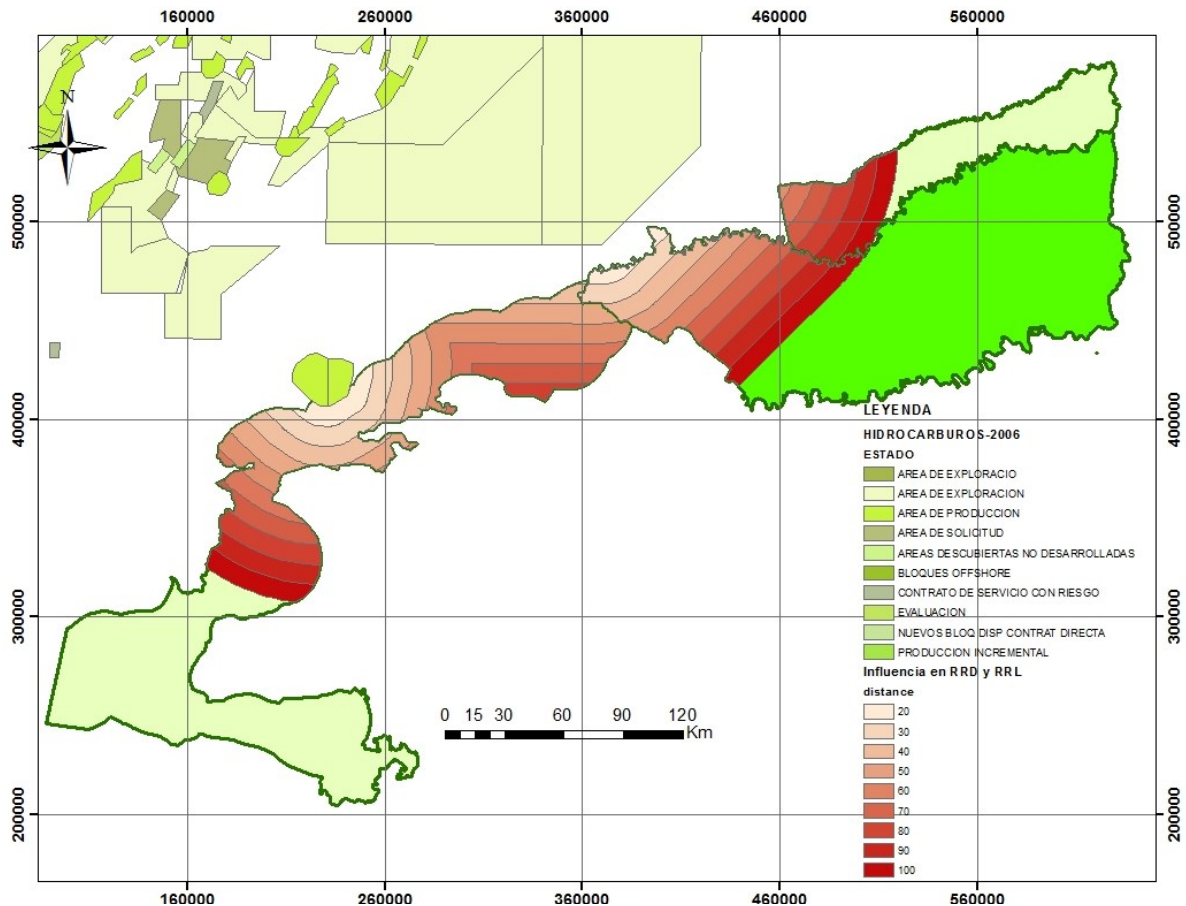 160000 260000 360000 460000 560000
N
500000 500000
400000 400000
300000 300000
200000 200000
LEYENDA
HIDROCARBUROS-2006
ESTADO
AREA DE EXPLORACIO
AREA DE EXPLORACION
AREA DE PRODUCCION
AREA DE SOLICITUD
AREAS DESCUBIERTAS NO DESARROLLADAS
BLOQUES OFFSHORE
CONTRATO DE SERVICIO CON RIESGO
EVALUACION
NUEVOS BLOQ DISP CONTRAT DIRECTA
PRODUCCION INCREMENTAL
Influencia en RRD y RRL
distance
20
30
40
50
60
70
80
90
100
0 15 30 60 90 120
Km
160000 260000 360000 460000 560000